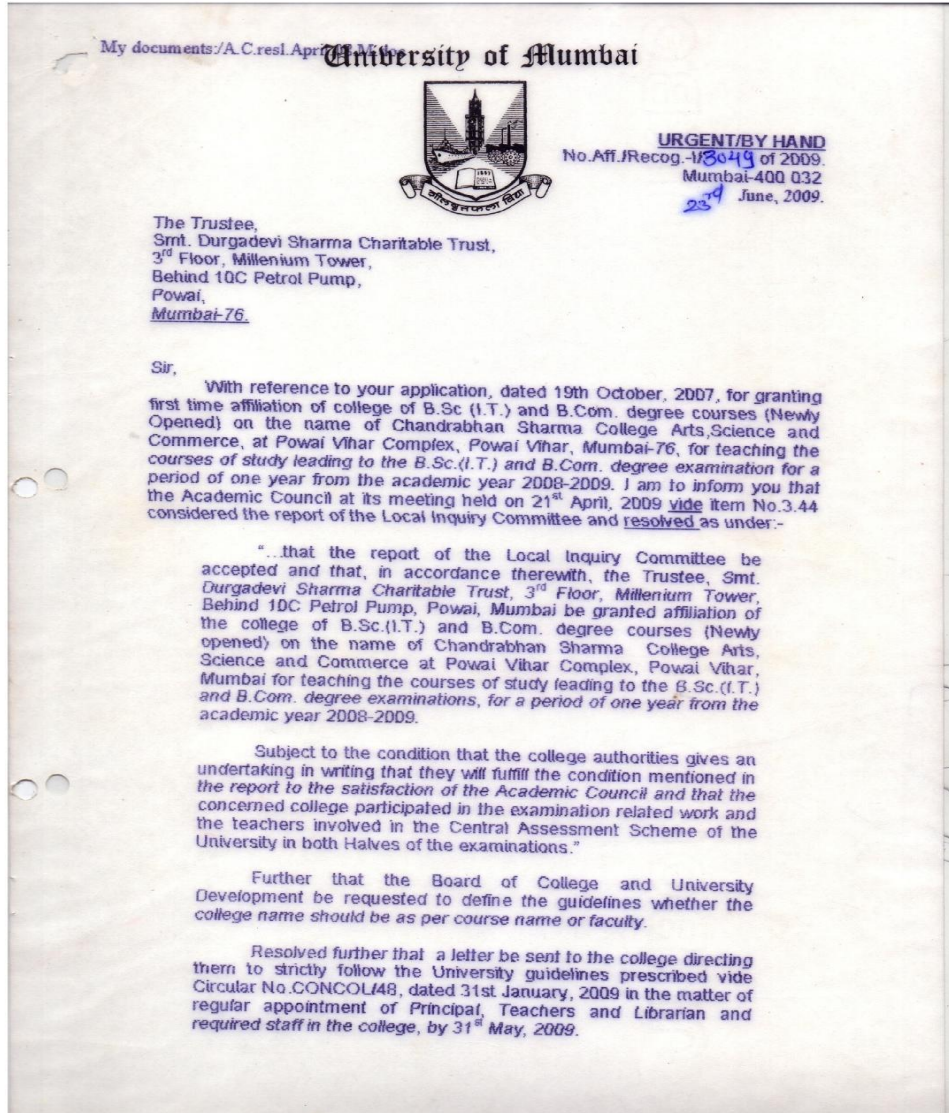 My documents:/A.C.resl.April
University of Mumbai
शीलवृतफला विद्या
URGENT/BY HAND
No.Aff./Recog.-I/3049 of 2009.
Mumbai-400 032
23rd June, 2009.
The Trustee,
Smt. Durgadevi Sharma Charitable Trust,
3rd Floor, Millenium Tower,
Behind 10C Petrol Pump,
Powai,
Mumbai-76.
Sir,
With reference to your application, dated 19th October, 2007, for granting
first time affiliation of college of B.Sc (I.T.) and B.Com. degree courses (Newly
Opened) on the name of Chandrabhan Sharma College Arts,Science and
Commerce, at Powai Vihar Complex, Powai Vihar, Mumbai-76, for teaching the
courses of study leading to the B.Sc.(I.T.) and B.Com. degree examination for a
period of one year from the academic year 2008-2009. I am to inform you that
the Academic Council at its meeting held on 21st April, 2009 vide item No.3.44
considered the report of the Local Inquiry Committee and resolved as under:-
"...that the report of the Local Inquiry Committee be
accepted and that, in accordance therewith, the Trustee, Smt.
Durgadevi Sharma Charitable Trust, 3rd Floor, Millenium Tower,
Behind 10C Petrol Pump, Powai, Mumbai be granted affiliation of
the college of B.Sc.(I.T.) and B.Com. degree courses (Newly
opened) on the name of Chandrabhan Sharma College Arts,
Science and Commerce at Powai Vihar Complex, Powai Vihar,
Mumbai for teaching the courses of study leading to the B.Sc.(I.T.)
and B.Com. degree examinations, for a period of one year from the
academic year 2008-2009.
Subject to the condition that the college authorities gives an
undertaking in writing that they will fulfill the condition mentioned in
the report to the satisfaction of the Academic Council and that the
concerned college participated in the examination related work and
the teachers involved in the Central Assessment Scheme of the
University in both Halves of the examinations."
Further that the Board of College and University
Development be requested to define the guidelines whether the
college name should be as per course name or faculty.
Resolved further that a letter be sent to the college directing
them to strictly follow the University guidelines prescribed vide
Circular No.CONCOL/48, dated 31st January, 2009 in the matter of
regular appointment of Principal, Teachers and Librarian and
required staff in the college, by 31st May, 2009.